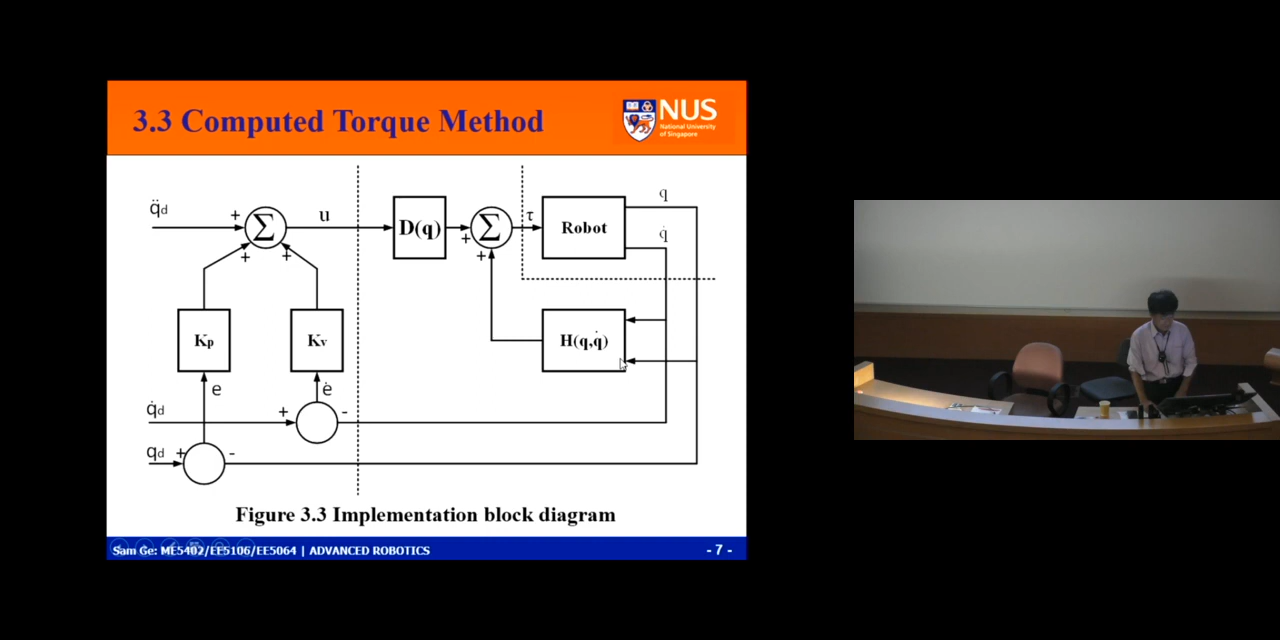 3.3 Computed Torque Method
NUS
National University
of Singapore
q̈d
+
Σ
u
D(q)
+
Σ
τ
Robot
q
q̇
+
+
+
Kp
Kv
H(q,q̇)
e
ė
q̇d
+
-
qd
+
-
Figure 3.3 Implementation block diagram
Sam Ge: ME5402/EE5106/EE5064 | ADVANCED ROBOTICS
- 7 -